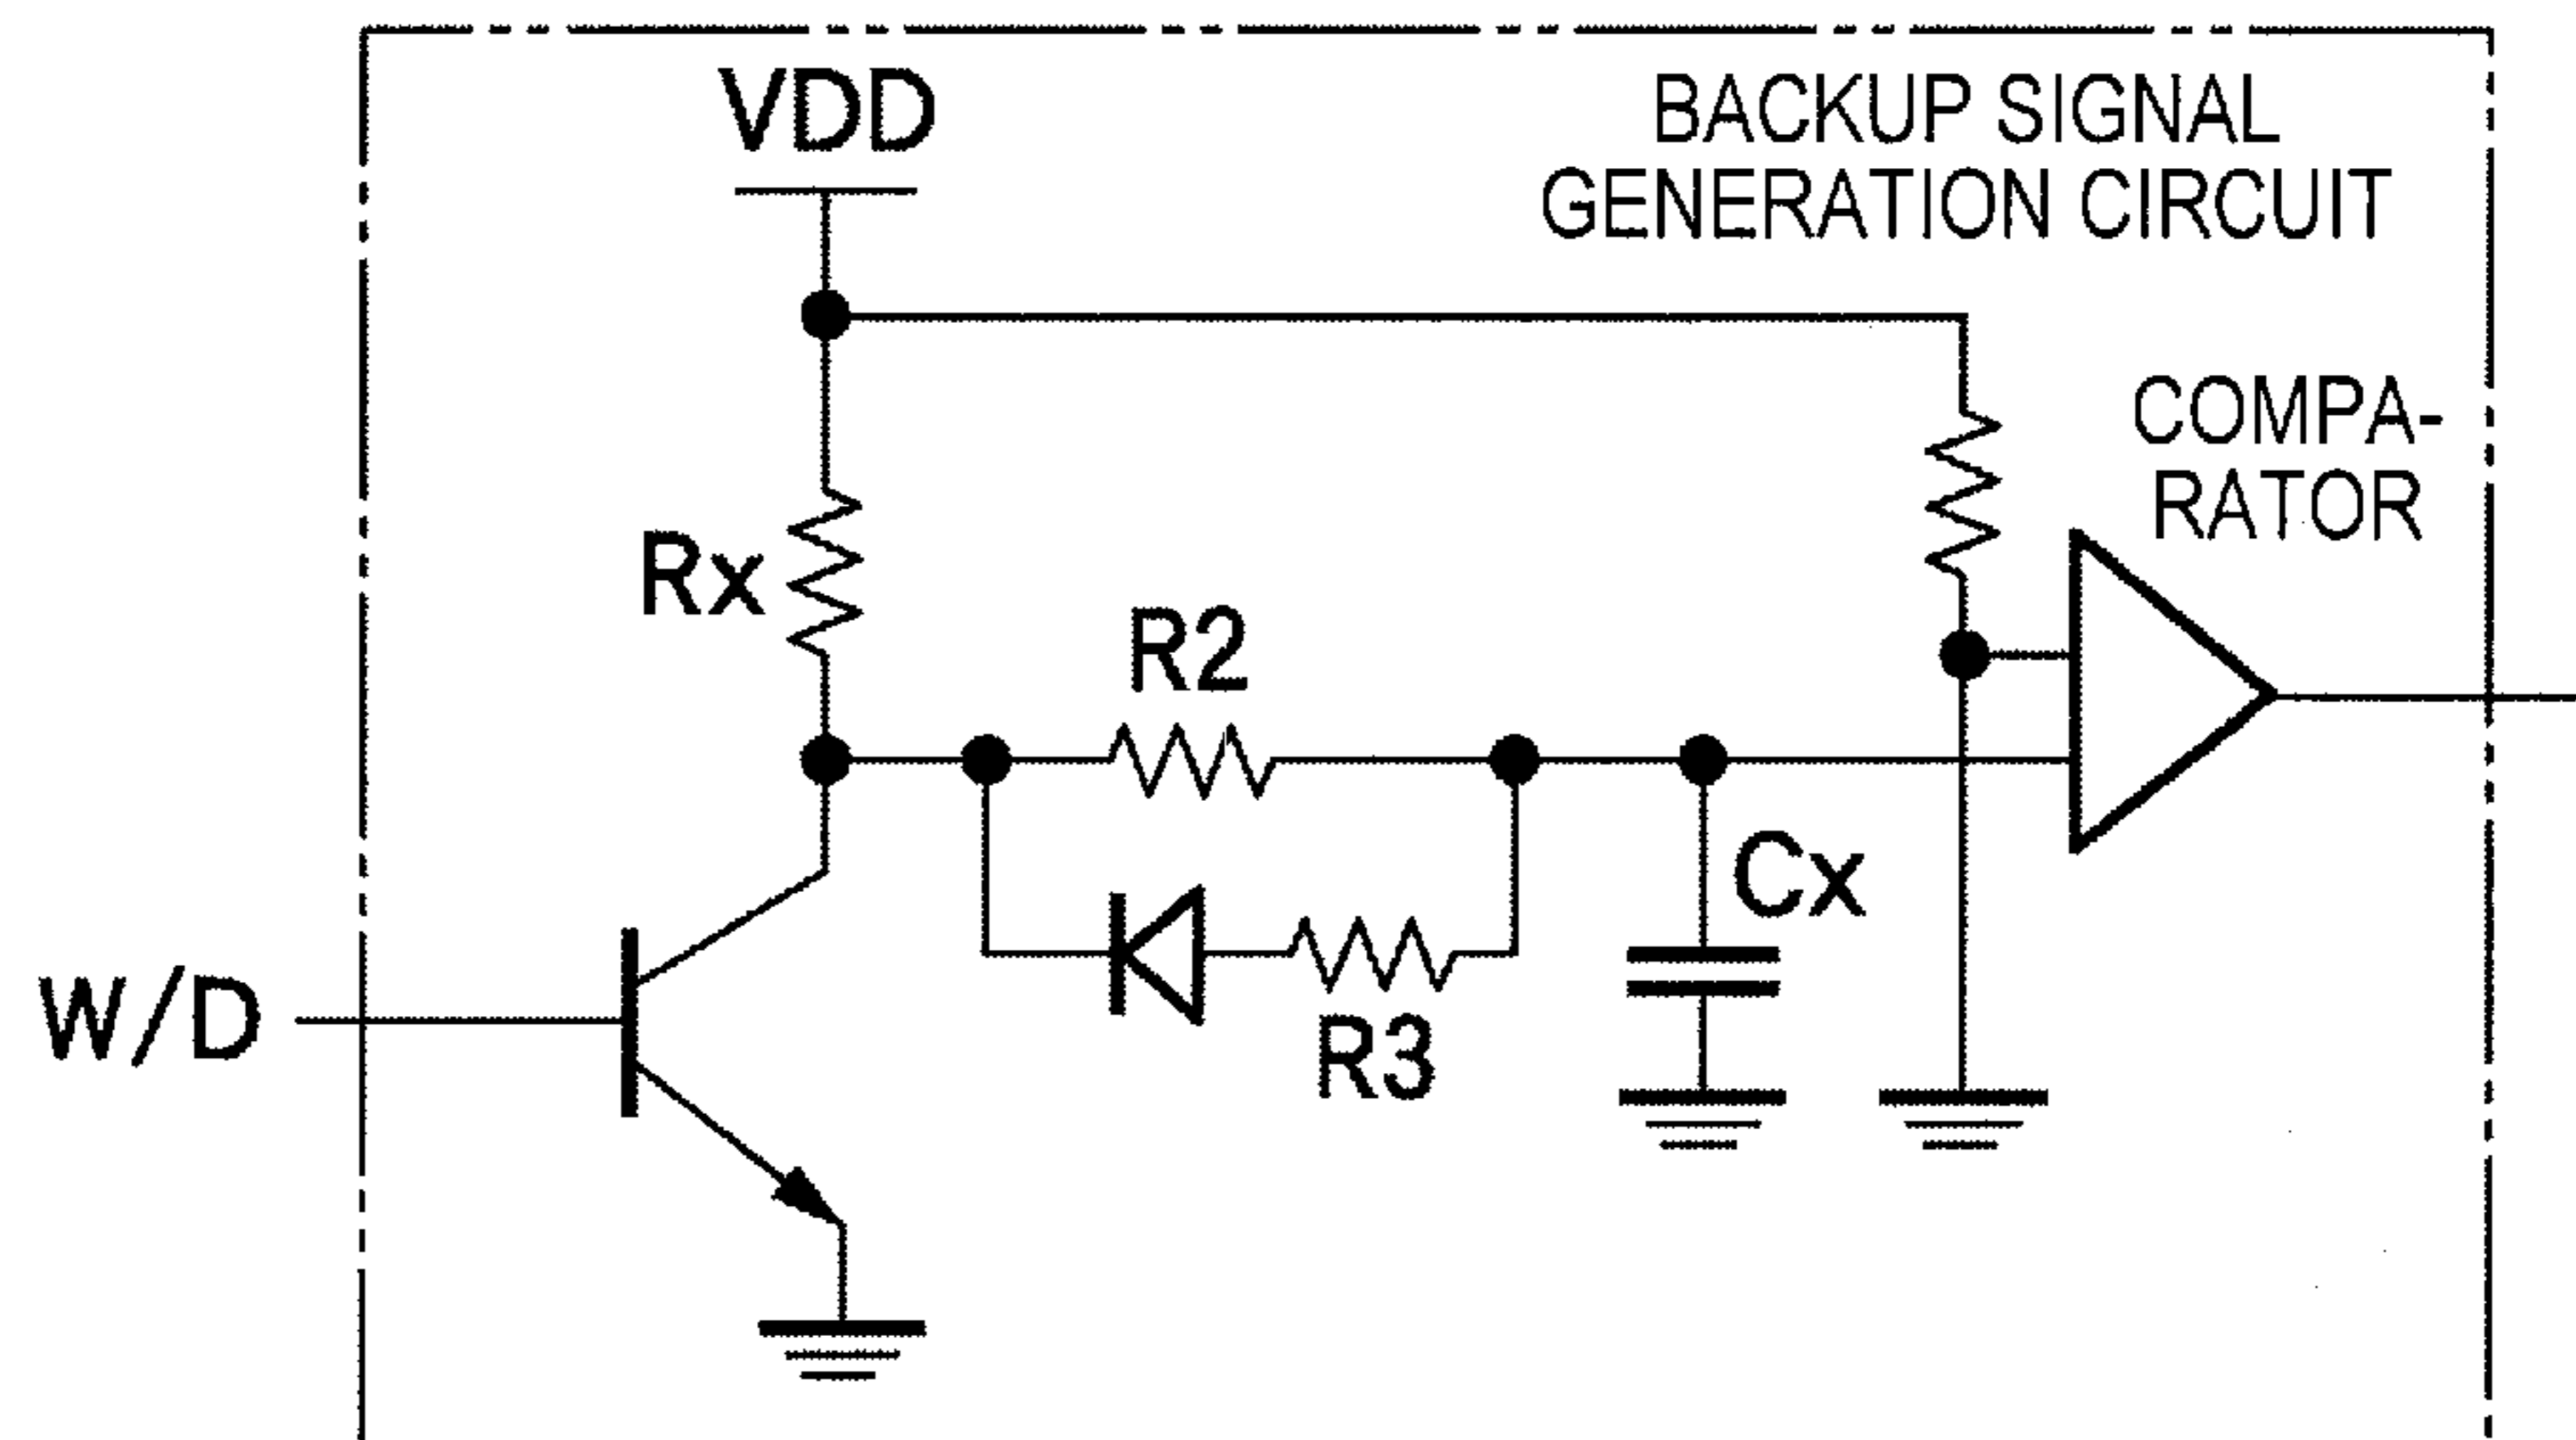 VDD
BACKUP SIGNAL
GENERATION CIRCUIT
COMPA-
RATOR
Rx
R2
Cx
W/D
R3